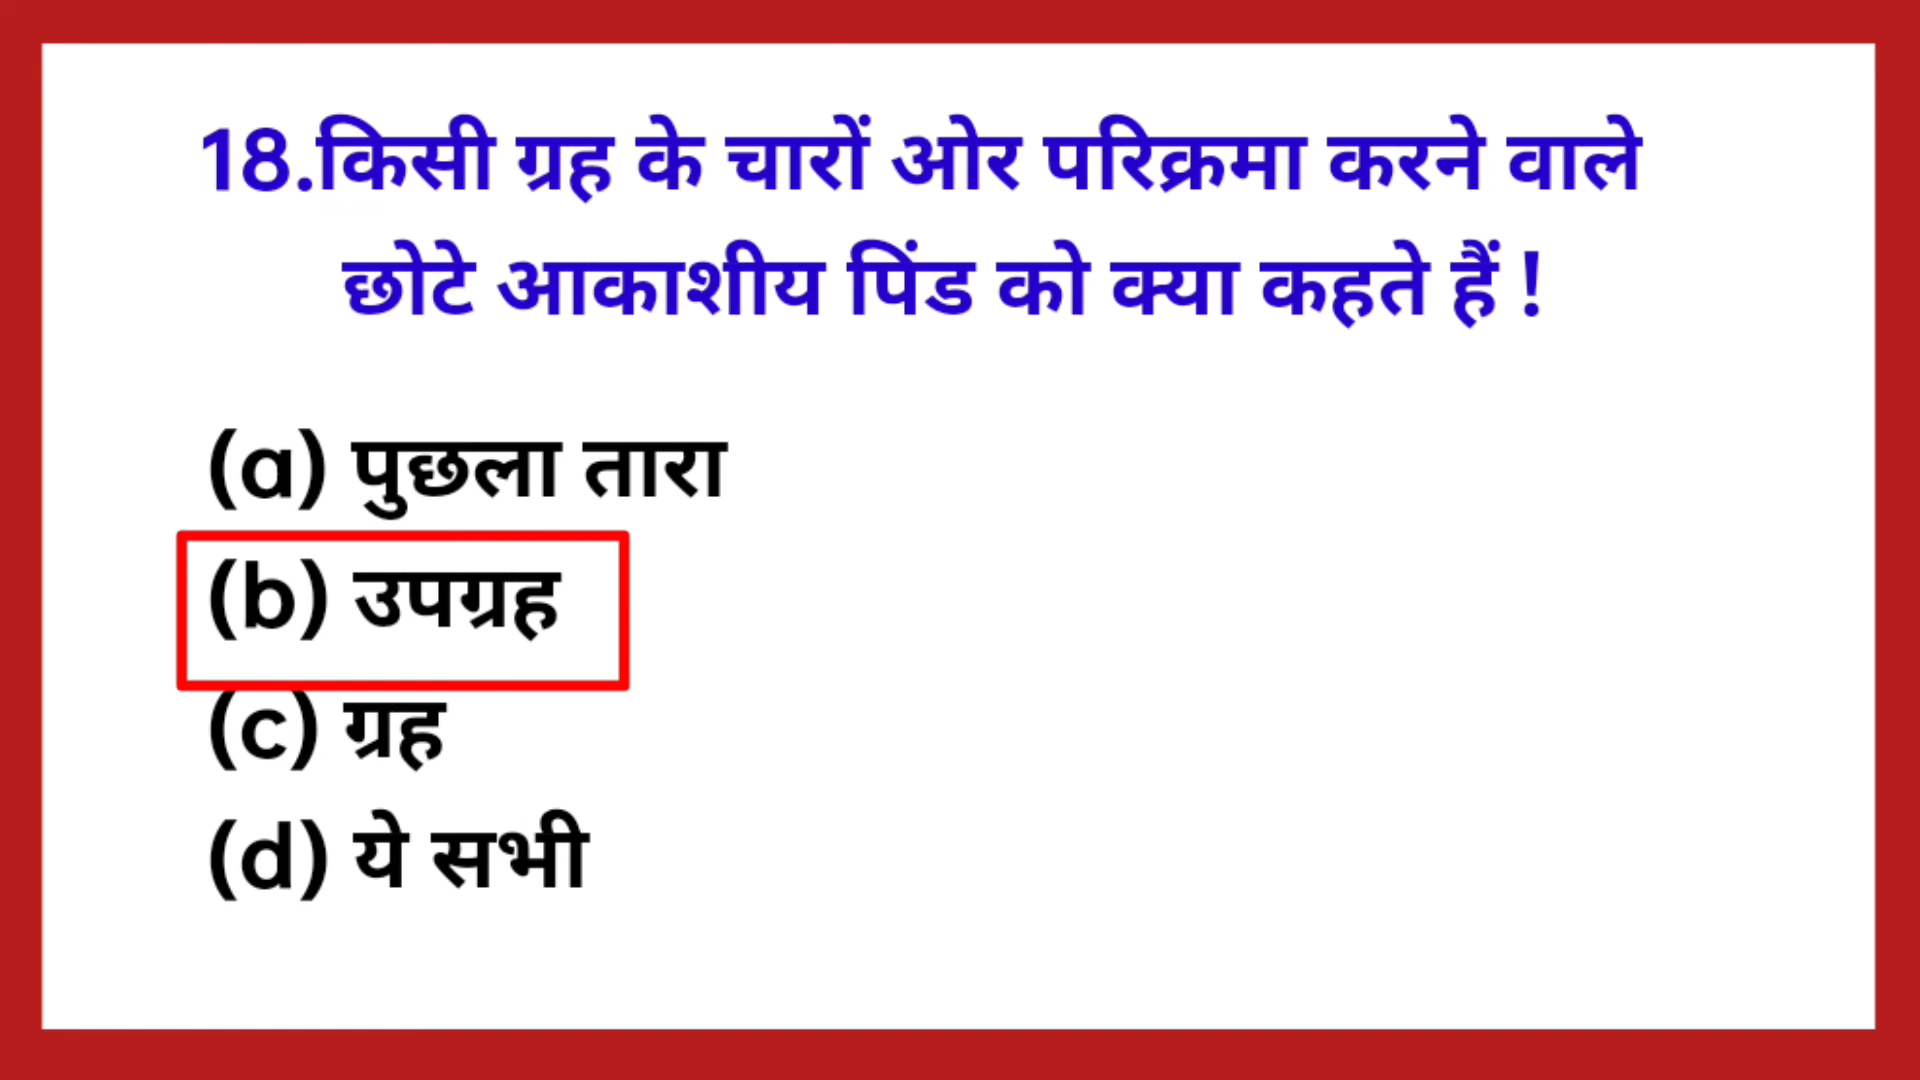 18.किसी ग्रह के चारों ओर परिक्रमा करने वाले
छोटे आकाशीय पिंड को क्या कहते हैं !
(a) पुछला तारा
(b) उपग्रह
(c) ग्रह
(d) ये सभी